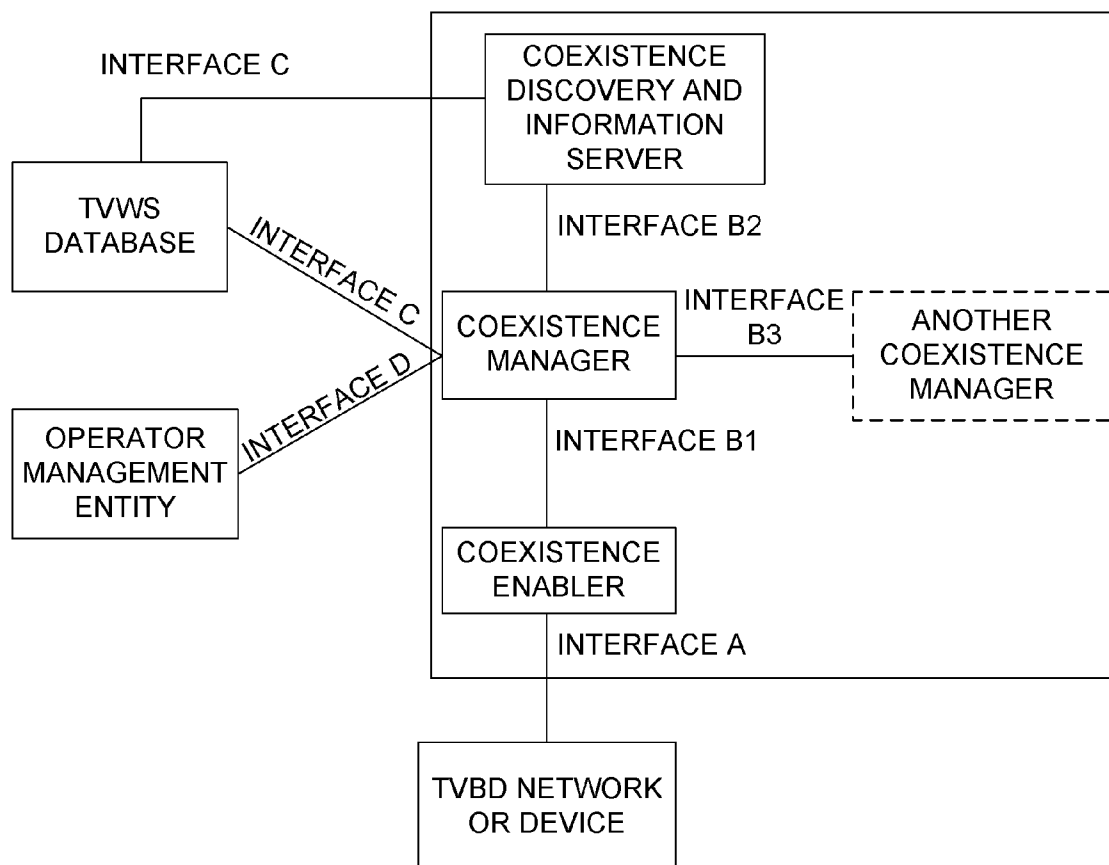 INTERFACE C
COEXISTENCE
DISCOVERY AND
INFORMATION
SERVER
TVWS
DATABASE
INTERFACE B2
INTERFACE C
COEXISTENCE
MANAGER
INTERFACE
B3
ANOTHER
COEXISTENCE
MANAGER
INTERFACE D
OPERATOR
MANAGEMENT
ENTITY
INTERFACE B1
COEXISTENCE
ENABLER
INTERFACE A
TVBD NETWORK
OR DEVICE